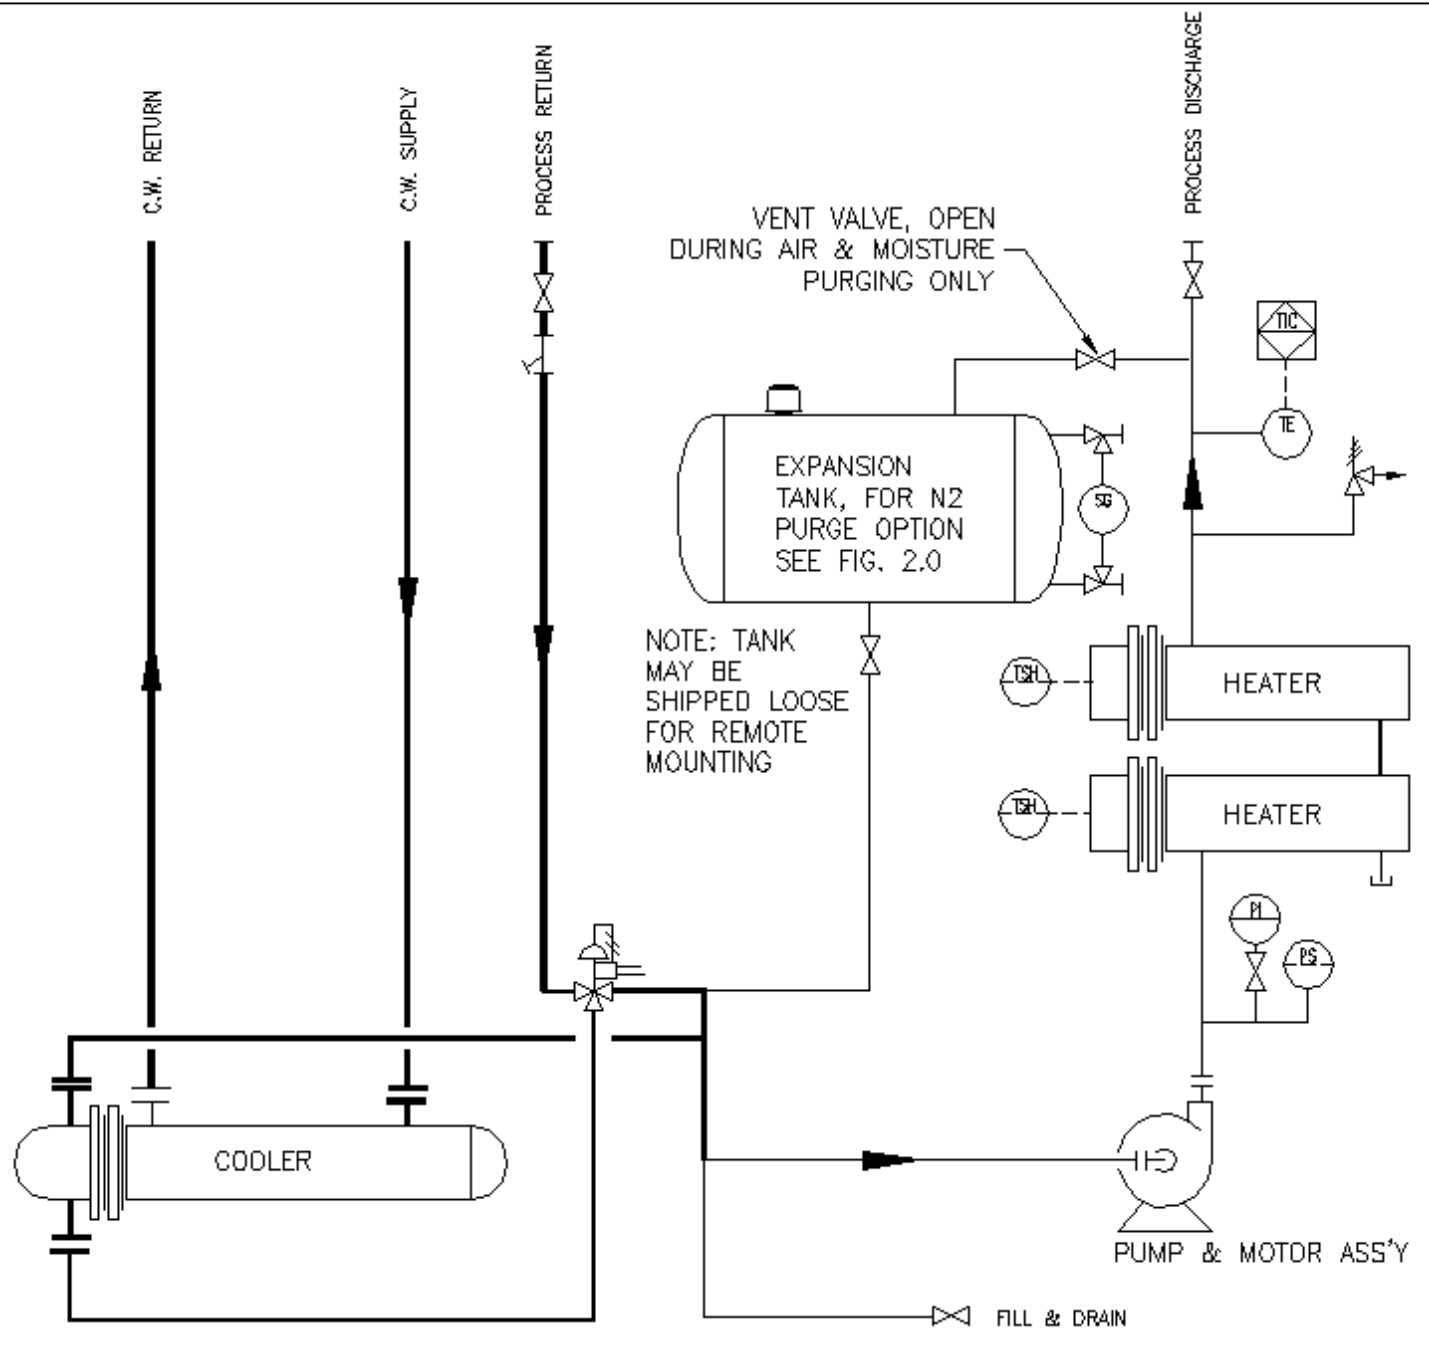 C.W. RETURN
C.W. SUPPLY
PROCESS RETURN
PROCESS DISCHARGE
VENT VALVE, OPEN
DURING AIR & MOISTURE
PURGING ONLY
TIC
TE
EXPANSION
TANK, FOR N2
PURGE OPTION
SEE FIG. 2.0
SG
NOTE: TANK
MAY BE
SHIPPED LOOSE
FOR REMOTE
MOUNTING
TSH
HEATER
TSH
HEATER
PI
PS
COOLER
PUMP & MOTOR ASS'Y
FILL & DRAIN